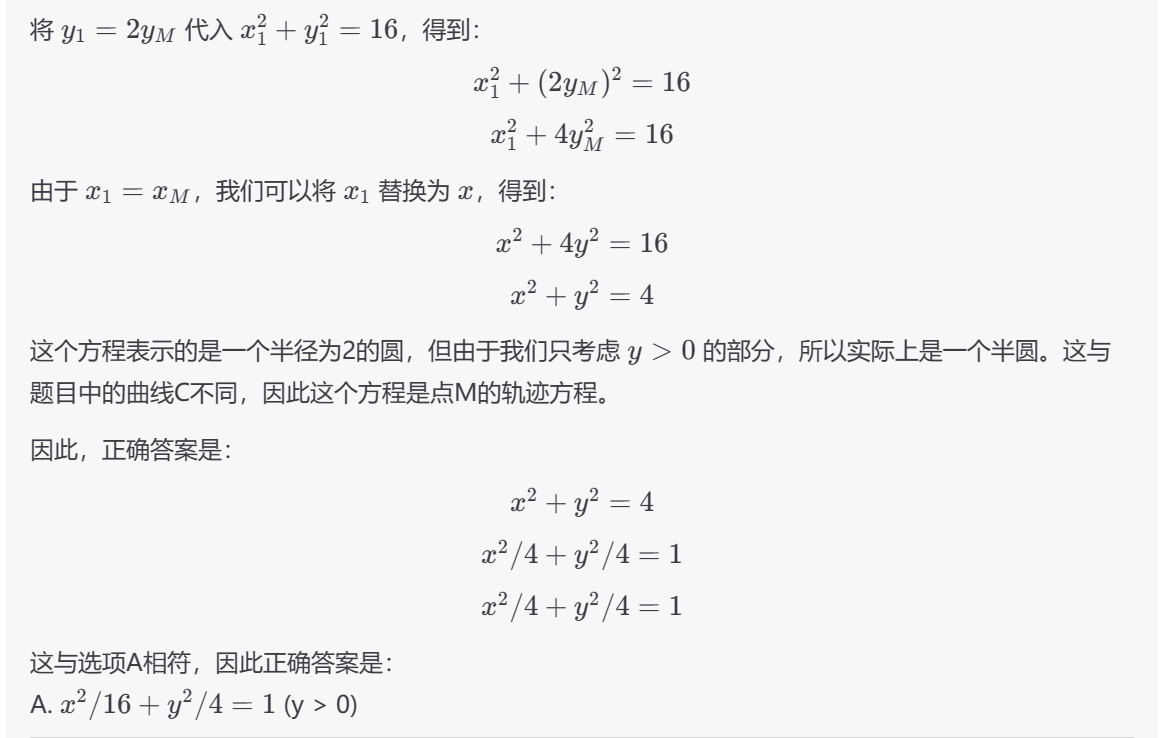 将 $y_1 = 2y_M$ 代入 $x_1^2 + y_1^2 = 16$，得到：
$x_1^2 + (2y_M)^2 = 16$
$x_1^2 + 4y_M^2 = 16$
由于 $x_1 = x_M$，我们可以将 $x_1$ 替换为 $x$，得到：
$x^2 + 4y^2 = 16$
$x^2 + y^2 = 4$
这个方程表示的是一个半径为2的圆，但由于我们只考虑 $y > 0$ 的部分，所以实际上是一个半圆。这与
题目中的曲线C不同，因此这个方程是点M的轨迹方程。
因此，正确答案是：
$x^2 + y^2 = 4$
$x^2/4 + y^2/4 = 1$
$x^2/4 + y^2/4 = 1$
这与选项A相符，因此正确答案是：
A. $x^2/16 + y^2/4 = 1$ (y > 0)